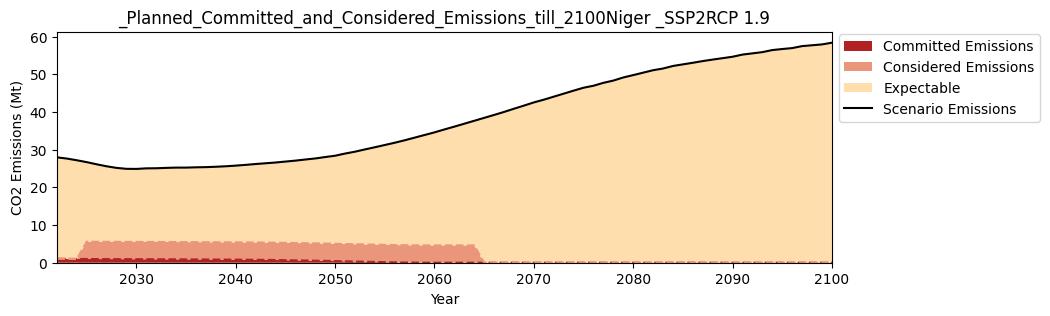 _Planned_Committed_and_Considered_Emissions_till_2100Niger _SSP2RCP 1.9
60
50
40
30
20
10
0
CO2 Emissions (Mt)
2030 2040 2050 2060 2070 2080 2090 2100
Year
Committed Emissions
Considered Emissions
Expectable
Scenario Emissions